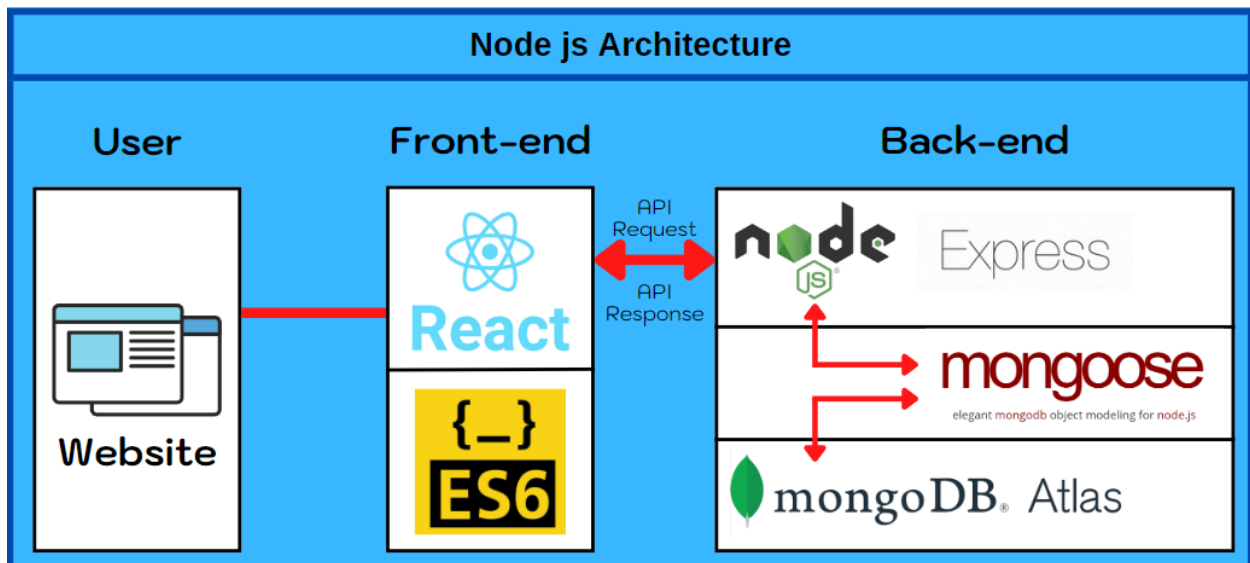 Node js Architecture
User
Front-end
Back-end
Website
React
{_}
ES6
API
Request
API
Response
node
JS®
Express
mongoose
elegant mongodb object modeling for node.js
mongoDB® Atlas